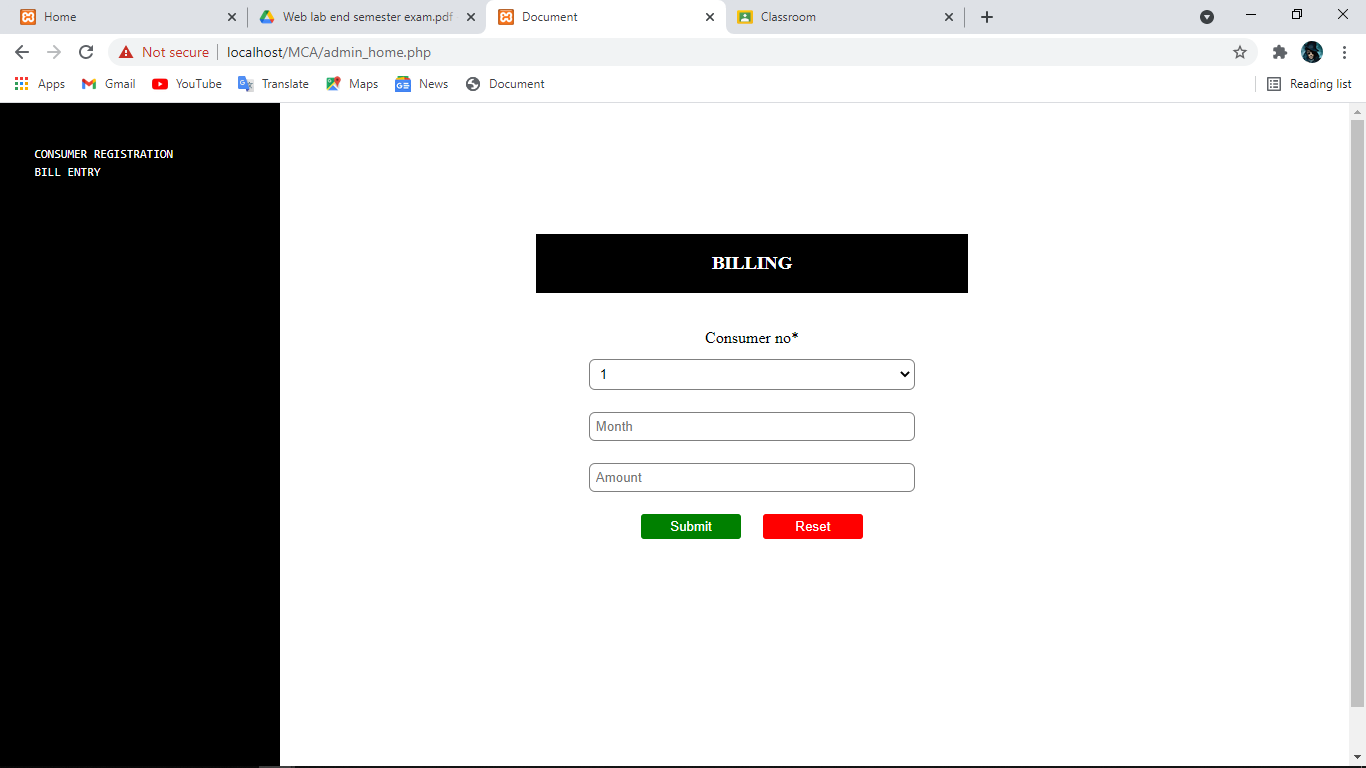 Home
Web lab end semester exam.pdf
Document
Classroom
Not secure
localhost/MCA/admin_home.php
Apps
Gmail
YouTube
Translate
Maps
News
Document
Reading list
CONSUMER REGISTRATION
BILL ENTRY
BILLING
Consumer no*
1
Month
Amount
Submit
Reset